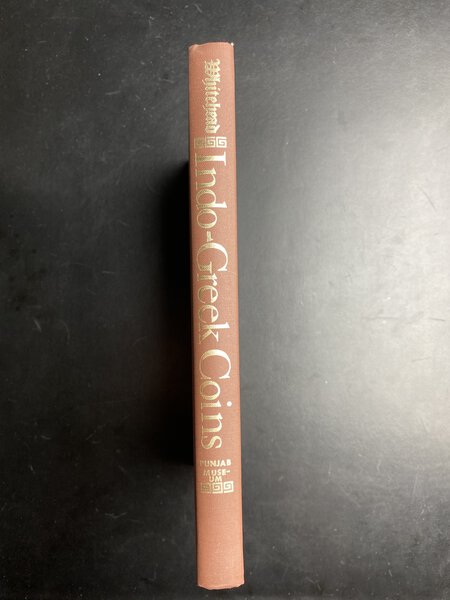 Whitehead
Indo-Greek Coins
PUNJAB
MUSE-
UM